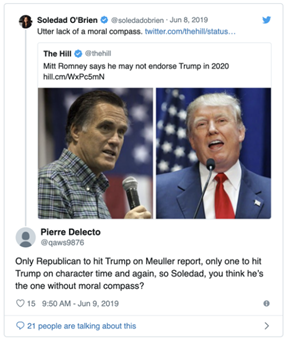 Soledad O'Brien @soledadobrien · Jun 8, 2019
Utter lack of a moral compass. twitter.com/thehill/status…
The Hill @thehill
Mitt Romney says he may not endorse Trump in 2020
hill.cm/WxPc5mN
Pierre Delecto
@qaws9876
Only Republican to hit Trump on Meuller report, only one to hit
Trump on character time and again, so Soledad, you think he's
the one without moral compass?
15 9:50 AM - Jun 9, 2019
21 people are talking about this